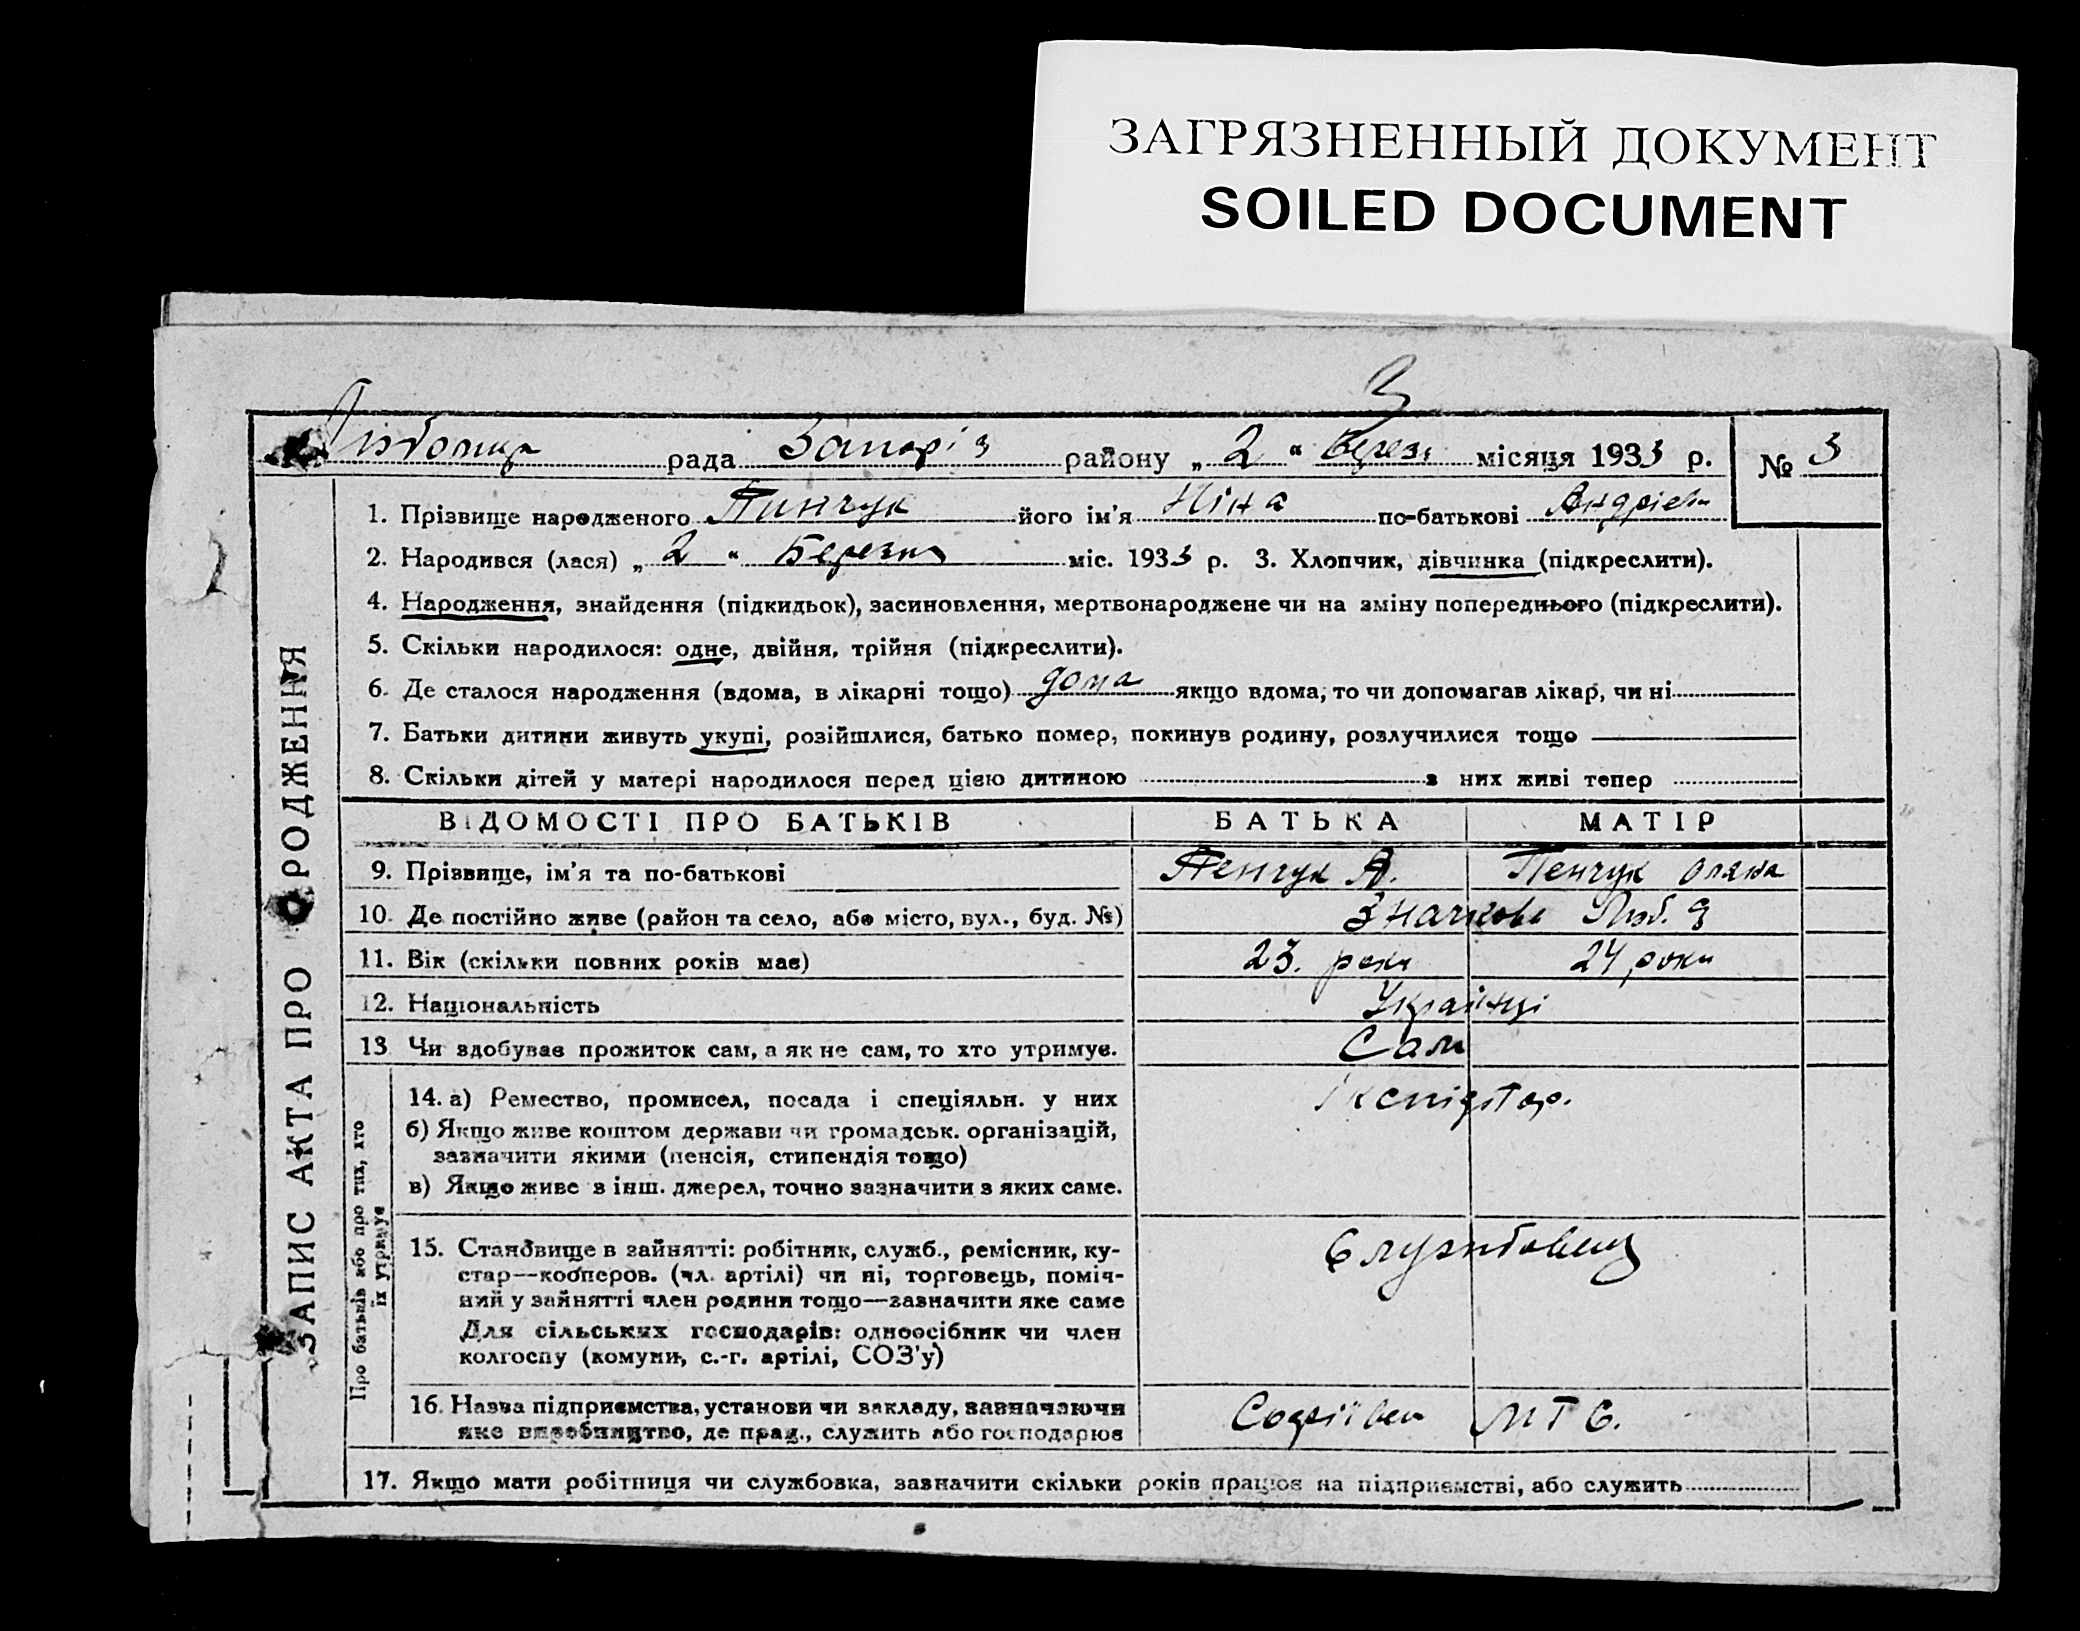 ЗАГРЯЗНЕННЫЙ ДОКУМЕНТ
SOILED DOCUMENT
3
рада Запоріз району „2“ Березн місяця 1933 р. № 3
ЗАПИС АКТА ПРО НАРОДЖЕННЯ
1. Прізвище народженого Пинчук його ім'я Ніна по-батькові Андріев
2. Народився (лася) „2“ Березня міс. 1933 р. 3. Хлопчик, дівчинка (підкреслити).
4. Народження, знайдення (підкидьок), засиновлення, мертвонароджене чи на зміну попереднього (підкреслити).
5. Скільки народилося: одне, двійня, трійня (підкреслити).
6. Де сталося народження (вдома, в лікарні тощо) дома якщо вдома, то чи допомагав лікар, чи ні
7. Батьки дитини живуть укупі, розійшлися, батько помер, покинув родину, розлучилися тощо
8. Скільки дітей у матері народилося перед цією дитиною з них живі тепер
ВІДОМОСТІ ПРО БАТЬКІВ БАТЬКА МАТІР
9. Прізвище, ім'я та по-батькові Пенчук А. Пенчук Оляна
10. Де постійно живе (район та село, або місто, вул., буд. №)
11. Вік (скільки повних років має) 23. роки 24 роки
12. Національність Українці
13 Чи здобуває прожиток сам, а як не сам, то хто утримує. Сам
Про батьків або про тих, хто
їх утримує
14. а) Ремество, промисел, посада і спеціяльн. у них
б) Якщо живе коштом держави чи громадськ. організацій,
зазначити якими (пенсія, стипендія тощо)
в) Якщо живе з інш. джерел, точно зазначити з яких саме.
15. Становище в зайнятті: робітник, служб., ремісник, ку-
стар—кооперов. (чл. артілі) чи ні, торговець, поміч-
ний у зайнятті член родини тощо—зазначити яке саме
Для сільських господарів: одноосібник чи член
колгоспу (комуни, с.-г. артілі, СОЗ'у)
Службовец
16. Назва підприємства, установи чи закладу, зазначаючи
яке виробництво, де прац., служить або господарює
МТС.
17. Якщо мати робітниця чи службовка, зазначити скільки років працює на підприємстві, або служить